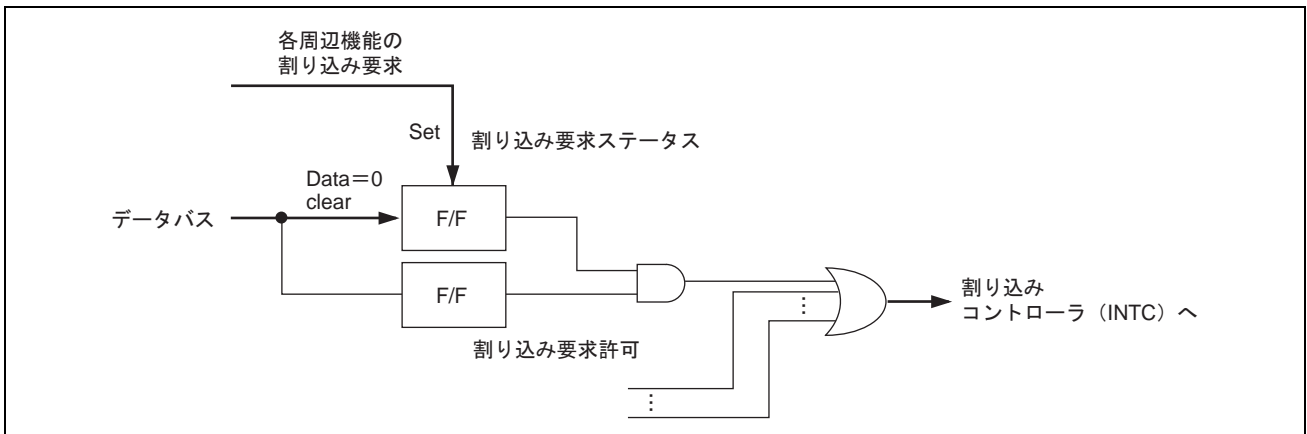 各周辺機能の
割り込み要求
Set
割り込み要求ステータス
Data＝0
clear
データバス
F/F
F/F
割り込み要求許可
割り込み
コントローラ（INTC）へ
⋮
⋮